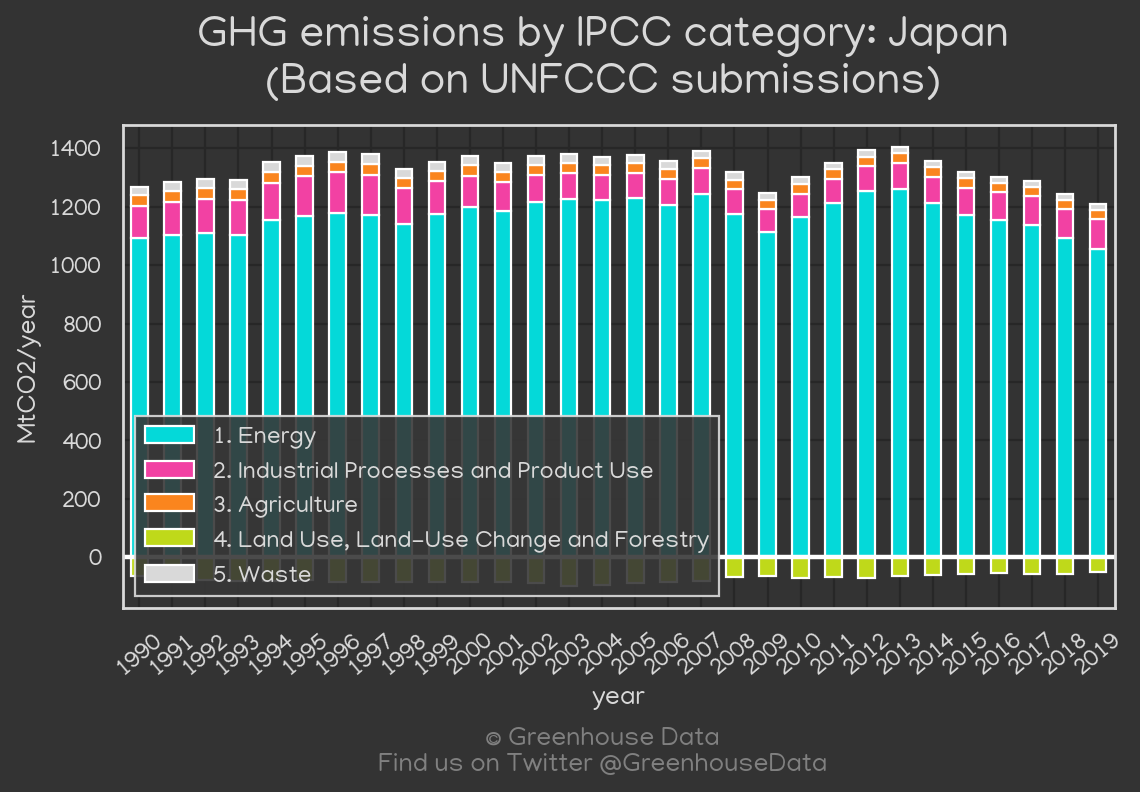 GHG emissions by IPCC category: Japan
(Based on UNFCCC submissions)
MtCO2/year
1400
1200
1000
800
600
400
200
0
1. Energy
2. Industrial Processes and Product Use
3. Agriculture
4. Land Use, Land-Use Change and Forestry
5. Waste
1990 1991 1992 1993 1994 1995 1996 1997 1998 1999 2000 2001 2002 2003 2004 2005 2006 2007 2008 2009 2010 2011 2012 2013 2014 2015 2016 2017 2018 2019
year
© Greenhouse Data
Find us on Twitter @GreenhouseData